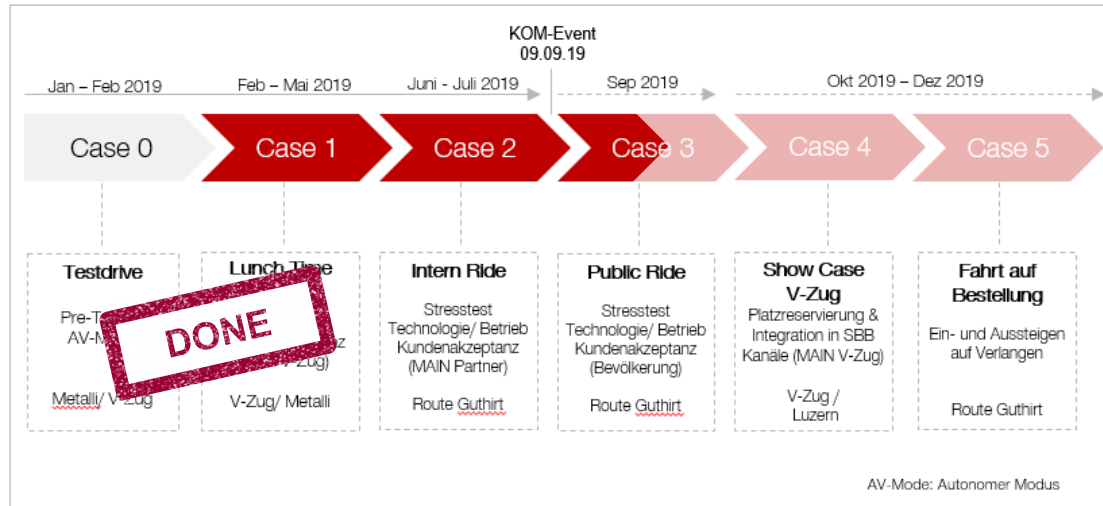 KOM-Event
09.09.19
Jan – Feb 2019
Feb – Mai 2019
Juni - Juli 2019
Sep 2019
Okt 2019 – Dez 2019
Case 0
Case 1
Case 2
Case 3
Case 4
Case 5
Testdrive
Metalli/ V-Zug
Lunch Time
V-Zug)
V-Zug/ Metalli
DONE
Intern Ride
Stresstest
Technologie/ Betrieb
Kundenakzeptanz
(MAIN Partner)
Route Guthirt
Public Ride
Stresstest
Technologie/ Betrieb
Kundenakzeptanz
(Bevölkerung)
Route Guthirt
Show Case
V-Zug
Platzreservierung &
Integration in SBB
Kanäle (MAIN V-Zug)
V-Zug /
Luzern
Fahrt auf
Bestellung
Ein- und Aussteigen
auf Verlangen
Route Guthirt
AV-Mode: Autonomer Modus